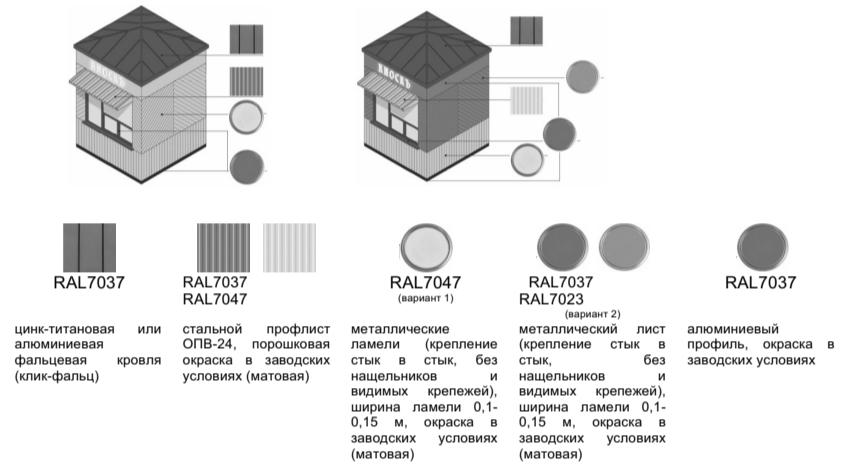 КИОСКЪ
КИОСКЪ
RAL7037
RAL7037
RAL7047
RAL7047
(вариант 1)
RAL7037
RAL7023
(вариант 2)
RAL7037
цинк-титановая или
алюминиевая
фальцевая кровля
(клик-фальц)
стальной профлист
ОПВ-24, порошковая
окраска в заводских
условиях (матовая)
металлические
ламели (крепление
стык в стык, без
нащельников и
видимых крепежей),
ширина ламели 0,1-
0,15 м, окраска в
заводских условиях
(матовая)
металлический лист
(крепление стык в
стык, без
нащельников и
видимых крепежей),
ширина ламели 0,1-
0,15 м, окраска в
заводских условиях
(матовая)
алюминиевый
профиль, окраска в
заводских условиях